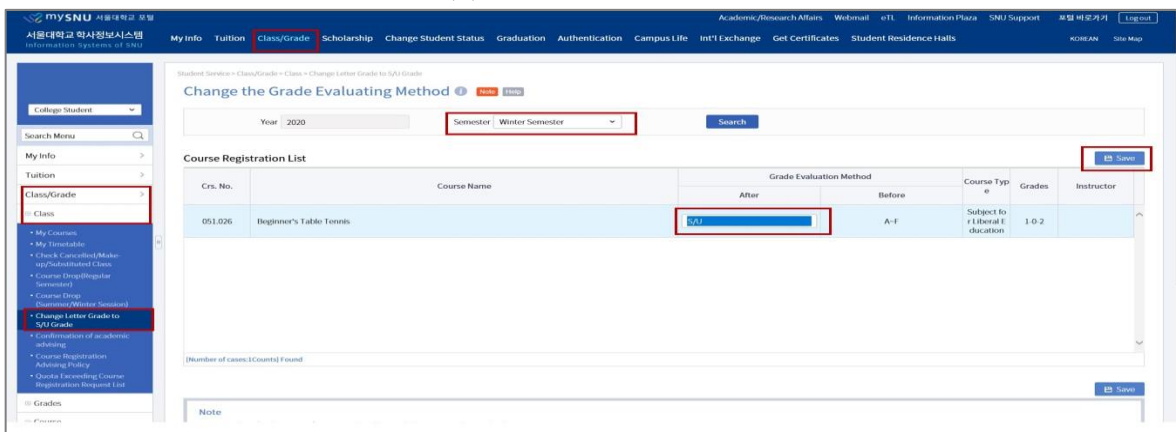 mySNU 서울대학교 포털
Academic/Research Affairs Webmail eTL Information Plaza SNU Support 포털 바로가기 Logout
서울대학교 학사정보시스템
Information Systems of SNU
My Info Tuition Class/Grade Scholarship Change Student Status Graduation Authentication Campus Life Int'l Exchange Get Certificates Student Residence Halls
KOREAN Site Map
Student Service > Class/Grade > Class > Change Letter Grade to S/U Grade
Change the Grade Evaluating Method Note Help
College Student
Year 2020 Semester Winter Semester Search
Search Menu
My Info
Tuition
Class/Grade
Class
• My Courses
• My Timetable
• Check Cancelled/Make-
up/Substituted Class
• Course Drop(Regular
Semester)
• Course Drop
(Summer/Winter Session)
• Change Letter Grade to
S/U Grade
• Confirmation of academic
advising
• Course Registration
Advising Policy
• Quota Exceeding Course
Registration Request List
Grades
Course
Course Registration List
Save
Crs. No. Course Name Grade Evaluation Method Course Typ
e Grades Instructor
After Before
051.026 Beginner's Table Tennis S/U A~F Subject fo
r Liberal E
ducation 1-0-2
[Number of cases:1Counts] Found
Save
Note